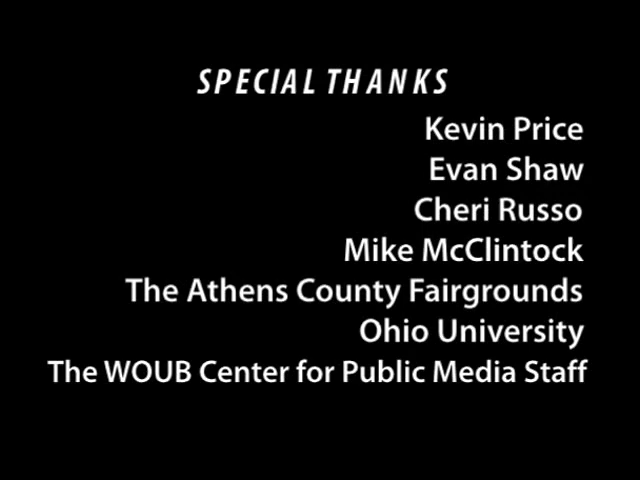 SPECIAL THANKS
Kevin Price
Evan Shaw
Cheri Russo
Mike McClintock
The Athens County Fairgrounds
Ohio University
The WOUB Center for Public Media Staff